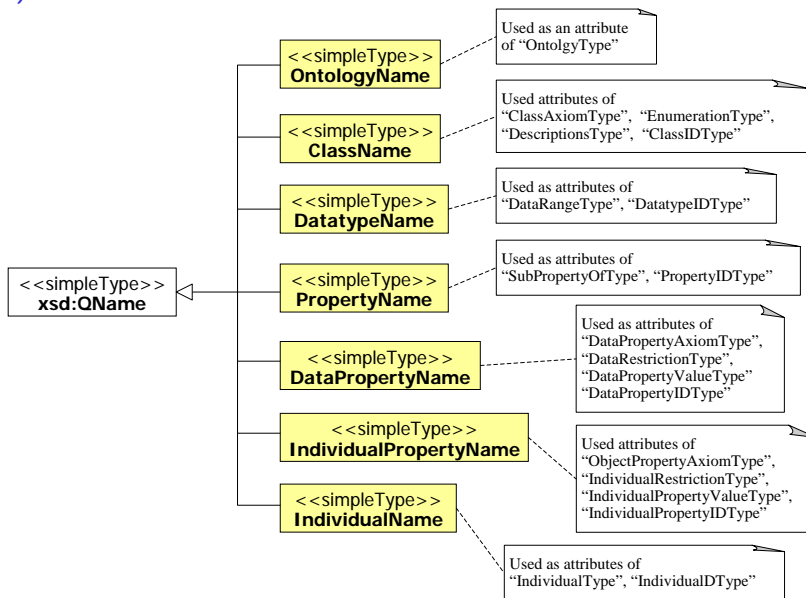 )
Used as an attribute
of “OntolgyType”
<<simpleType>>
OntologyName
Used attributes of
“ClassAxiomType”, “EnumerationType”,
“DescriptionsType”, “ClassIDType”
<<simpleType>>
ClassName
Used as attributes of
“DataRangeType”, “DatatypeIDType”
<<simpleType>>
DatatypeName
Used as attributes of
“SubPropertyOfType”, “PropertyIDType”
<<simpleType>>
xsd:QName
<<simpleType>>
PropertyName
Used as attributes of
“DataPropertyAxiomType”,
“DataRestrictionType”,
“DataPropertyValueType”
“DataPropertyIDType”
<<simpleType>>
DataPropertyName
<<simpleType>>
IndividualPropertyName
Used attributes of
“ObjectPropertyAxiomType”,
“IndividualRestrictionType”,
“IndividualPropertyValueType”,
“IndividualPropertyIDType”
<<simpleType>>
IndividualName
Used as attributes of
“IndividualType”, “IndividualDType”